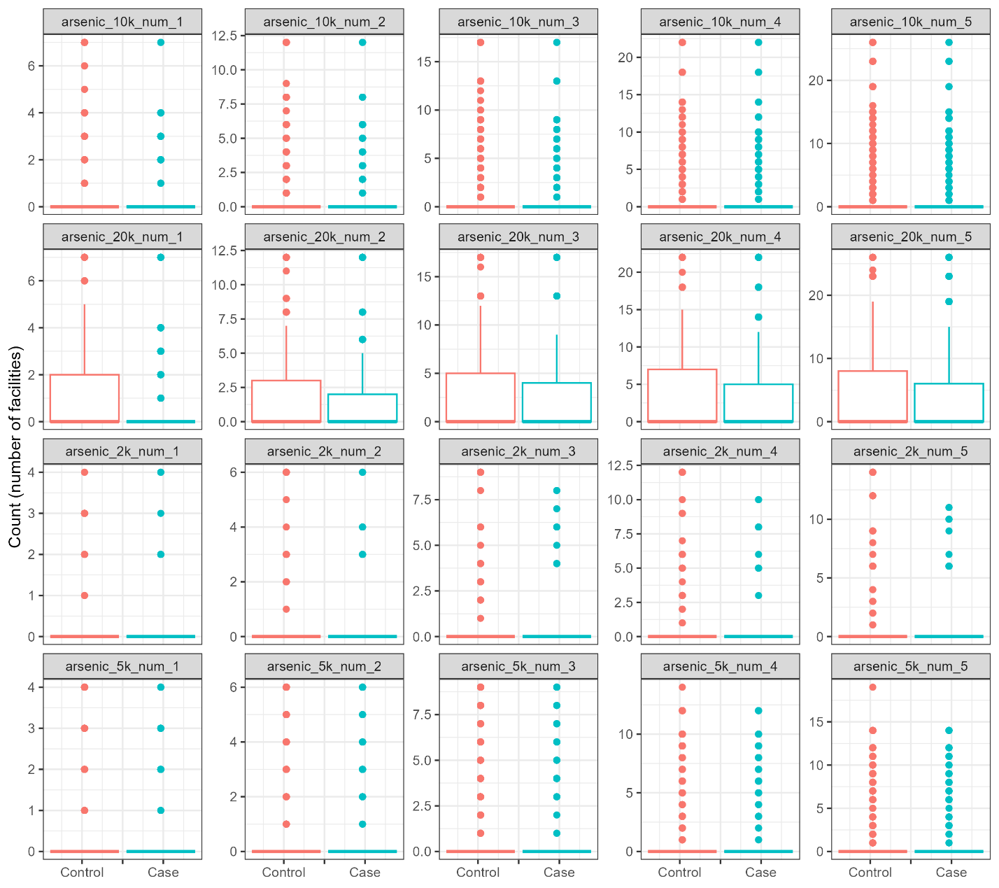 arsenic_10k_num_1 arsenic_10k_num_2 arsenic_10k_num_3 arsenic_10k_num_4 arsenic_10k_num_5
6 4 2 0
12.5 10.0 7.5 5.0 2.5 0.0
15 10 5 0
20 15 10 5 0
20 10 0
arsenic_20k_num_1 arsenic_20k_num_2 arsenic_20k_num_3 arsenic_20k_num_4 arsenic_20k_num_5
6 4 2 0
12.5 10.0 7.5 5.0 2.5 0.0
15 10 5 0
20 15 10 5 0
20 10 0
Count (number of facilities)
arsenic_2k_num_1 arsenic_2k_num_2 arsenic_2k_num_3 arsenic_2k_num_4 arsenic_2k_num_5
4 3 2 1 0
6 4 2 0
7.5 5.0 2.5 0.0
12.5 10.0 7.5 5.0 2.5 0.0
10 5 0
arsenic_5k_num_1 arsenic_5k_num_2 arsenic_5k_num_3 arsenic_5k_num_4 arsenic_5k_num_5
4 3 2 1 0
6 4 2 0
7.5 5.0 2.5 0.0
10 5 0
15 10 5 0
Control Case Control Case Control Case Control Case Control Case